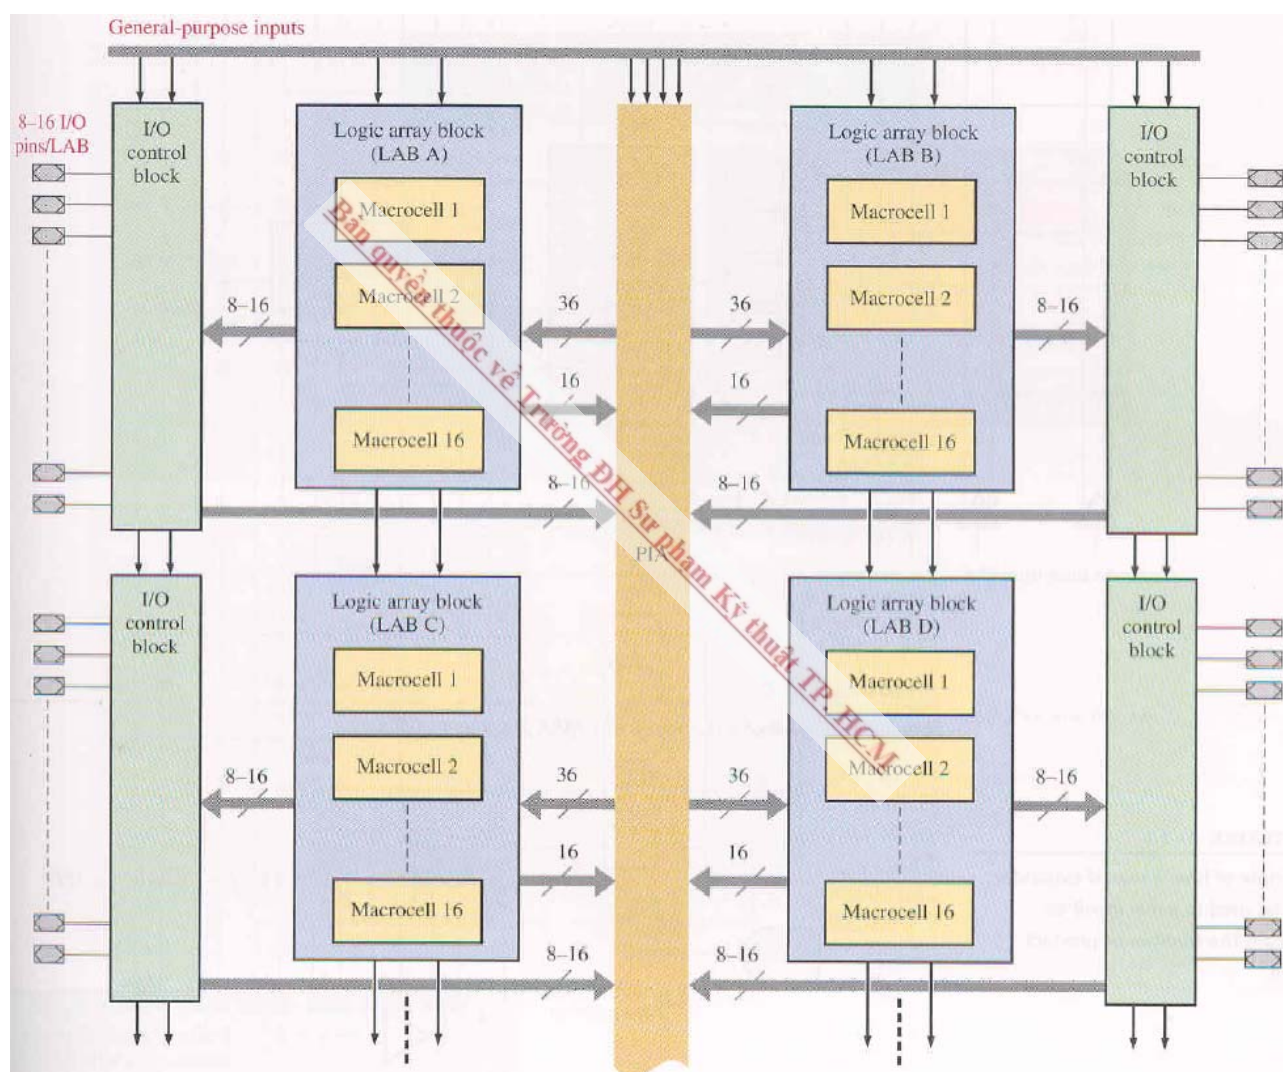 General-purpose inputs
8–16 I/O
pins/LAB
I/O
control
block
Logic array block
(LAB A)
Macrocell 1
Macrocell 2
Macrocell 16
Logic array block
(LAB B)
Macrocell 1
Macrocell 2
Macrocell 16
I/O
control
block
8–16
36
36
8–16
16
16
8–16
8–16
PIA
Bản quyền thuộc về Trường ĐH Sư phạm Kỹ thuật TP. HCM
I/O
control
block
Logic array block
(LAB C)
Macrocell 1
Macrocell 2
Macrocell 16
Logic array block
(LAB D)
Macrocell 1
Macrocell 2
Macrocell 16
I/O
control
block
8–16
36
36
8–16
16
16
8–16
8–16